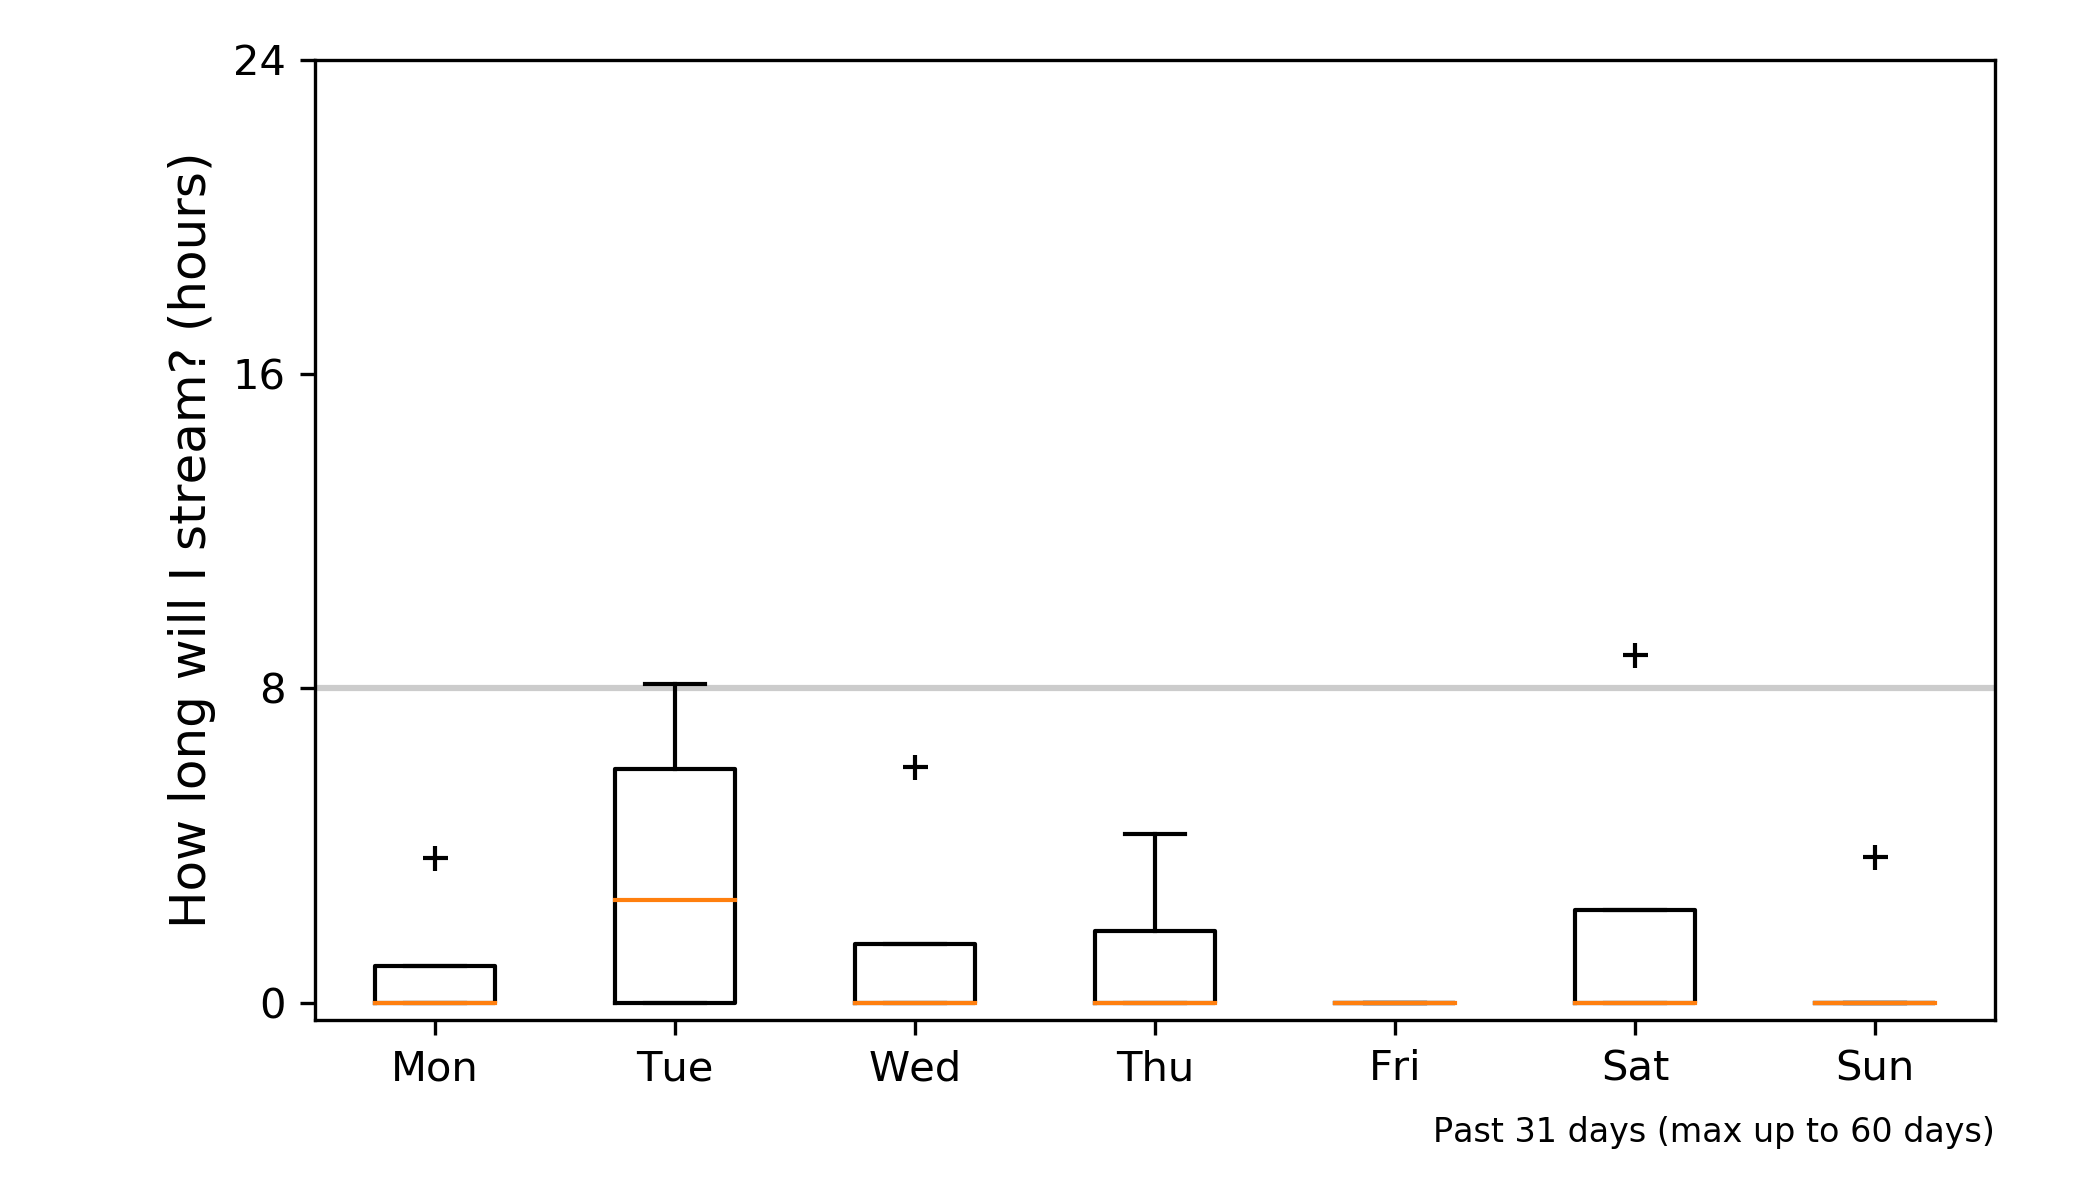 How long will I stream? (hours)
24
16
8
0
Mon Tue Wed Thu Fri Sat Sun
Past 31 days (max up to 60 days)